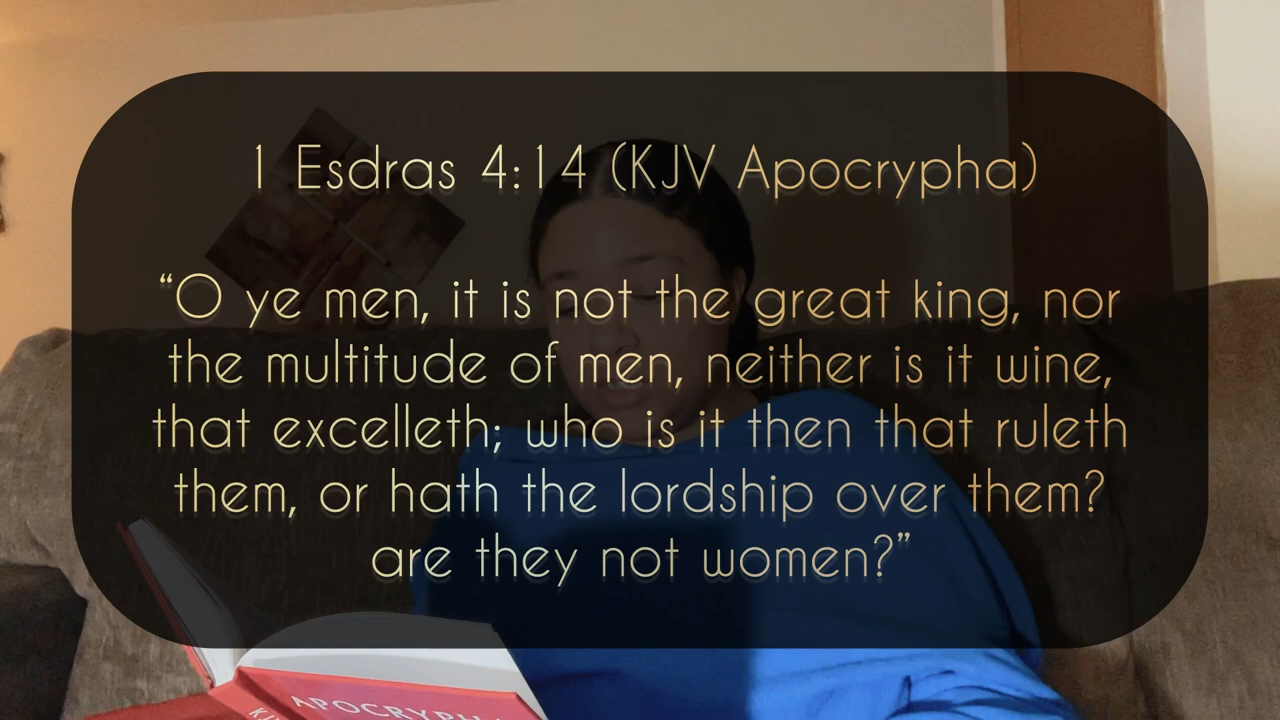 1 Esdras 4:14 (KJV Apocrypha)
“O ye men, it is not the great king, nor
the multitude of men, neither is it wine,
that excelleth; who is it then that ruleth
them, or hath the lordship over them?
are they not women?”
APOCRYPHA